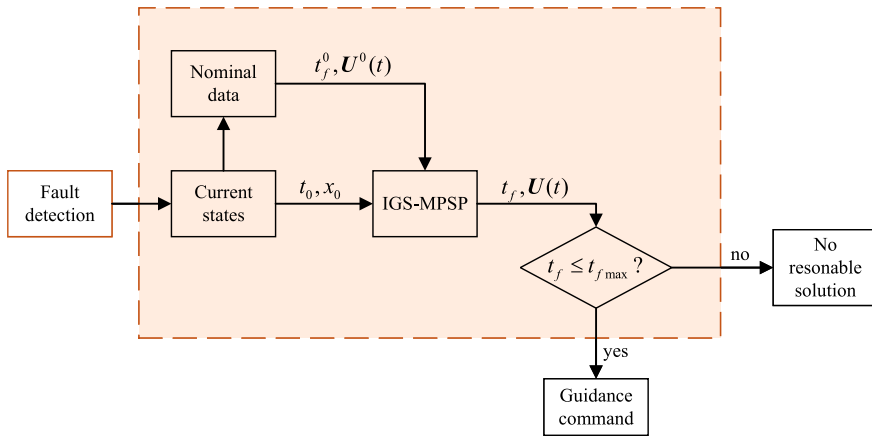 Nominal
data
t_f^0, U^0(t)
Fault
detection
Current
states
t_0, x_0
IGS-MPSP
t_f, U(t)
t_f ≤ t_{f max} ?
no
No
resonable
solution
yes
Guidance
command